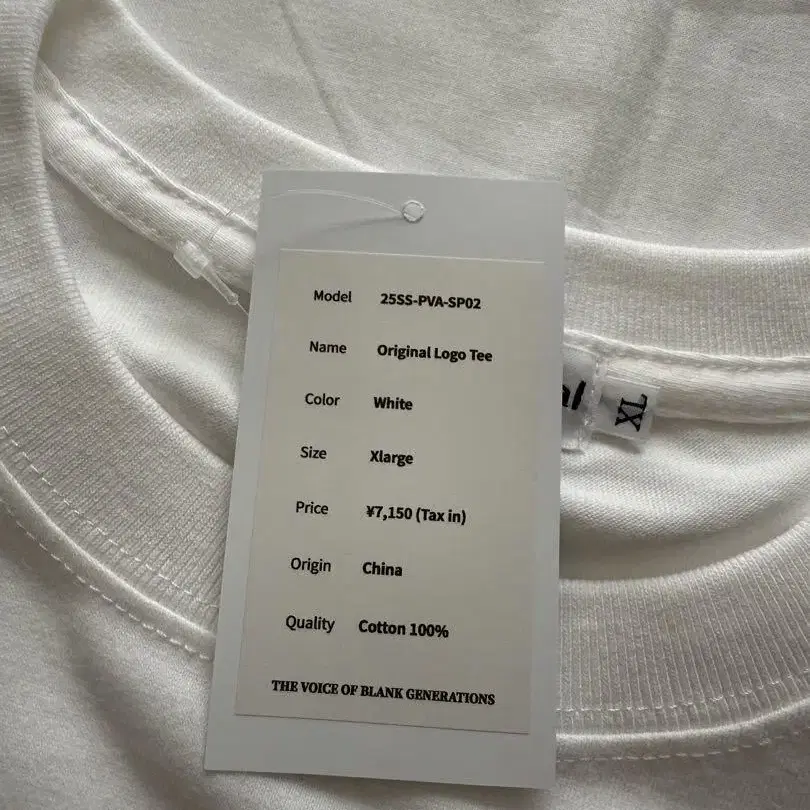 Model 25SS-PVA-SP02
Name Original Logo Tee
Color White
Size Xlarge
Price ¥7,150 (Tax in)
Origin China
Quality Cotton 100%
THE VOICE OF BLANK GENERATIONS
XL